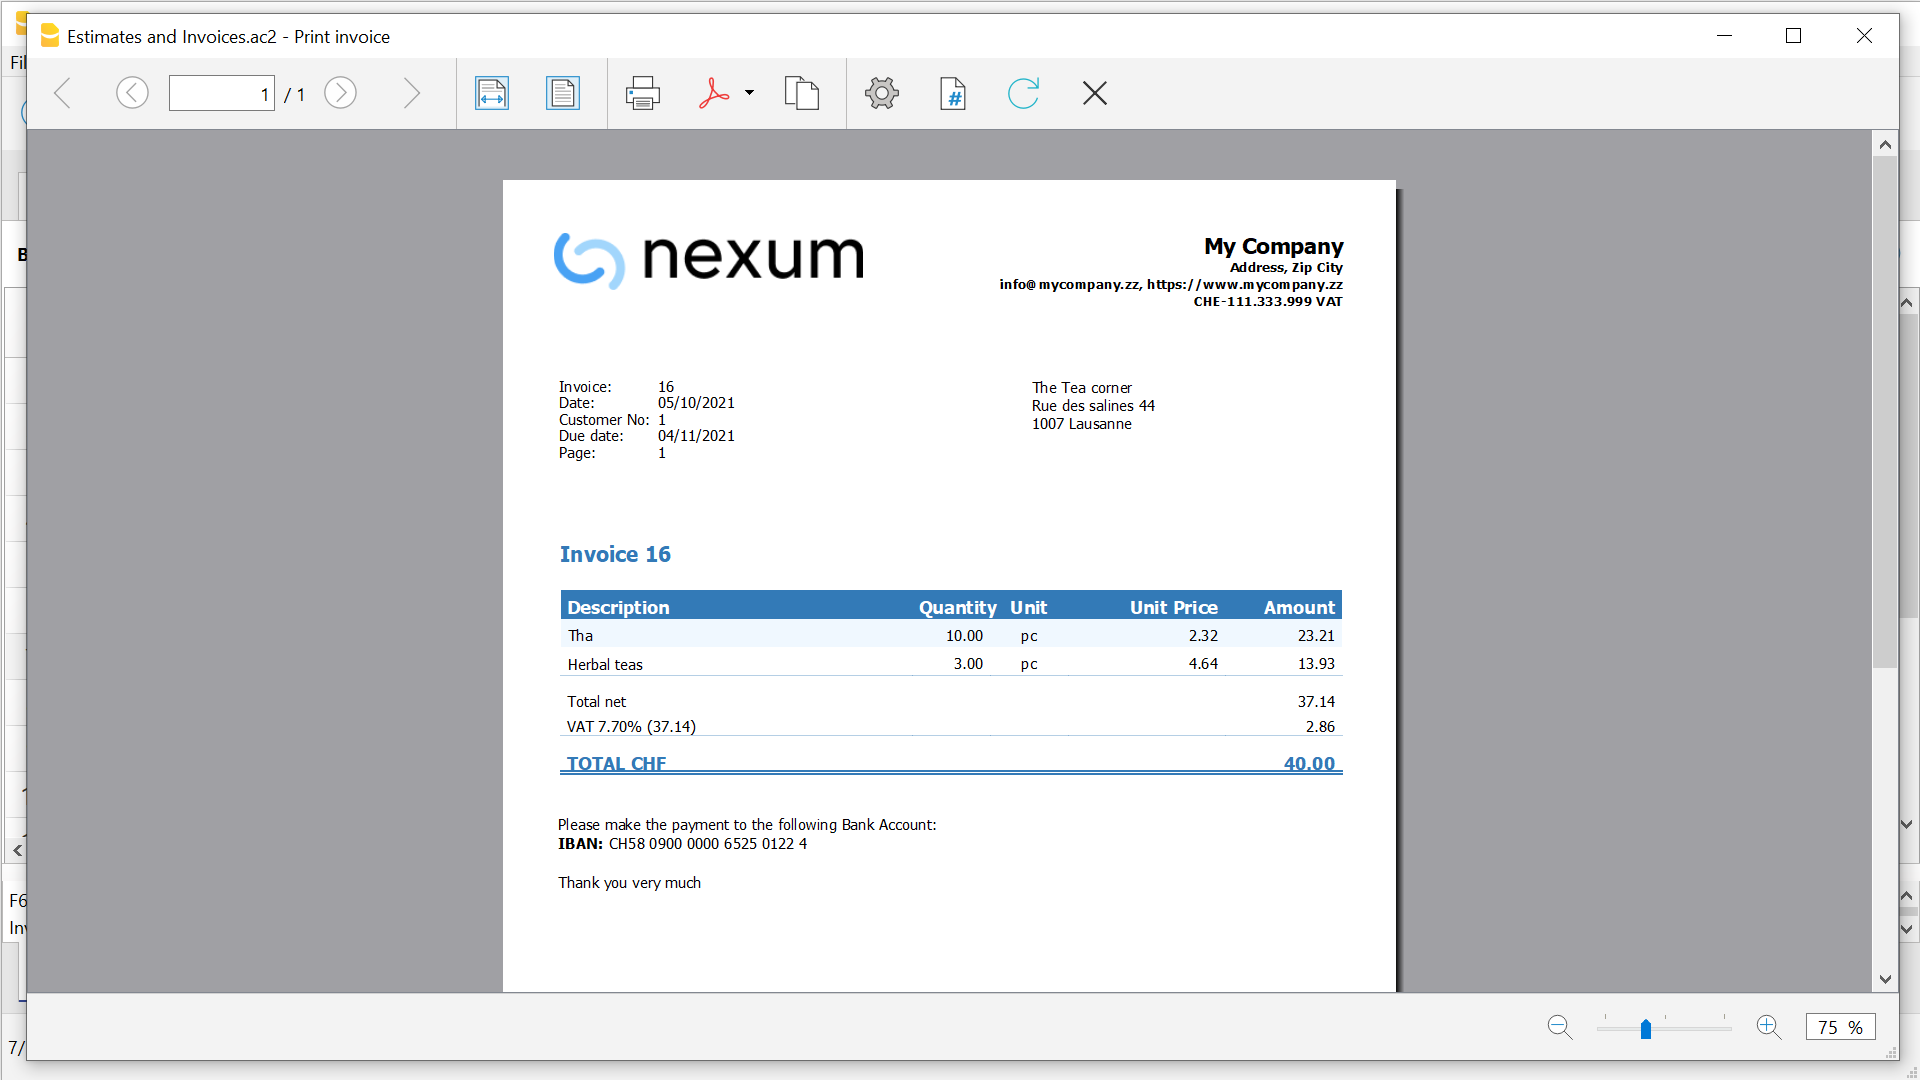 Estimates and Invoices.ac2 - Print invoice
1 / 1
nexum
My Company
Address, Zip City
info@mycompany.zz, https://www.mycompany.zz
CHE-111.333.999 VAT
Invoice: 16
Date: 05/10/2021
Customer No: 1
Due date: 04/11/2021
Page: 1
The Tea corner
Rue des salines 44
1007 Lausanne
Invoice 16
Description Quantity Unit Unit Price Amount
Tha 10.00 pc 2.32 23.21
Herbal teas 3.00 pc 4.64 13.93
Total net 37.14
VAT 7.70% (37.14) 2.86
TOTAL CHF 40.00
Please make the payment to the following Bank Account:
IBAN: CH58 0900 0000 6525 0122 4
Thank you very much
F6
7/
75 %